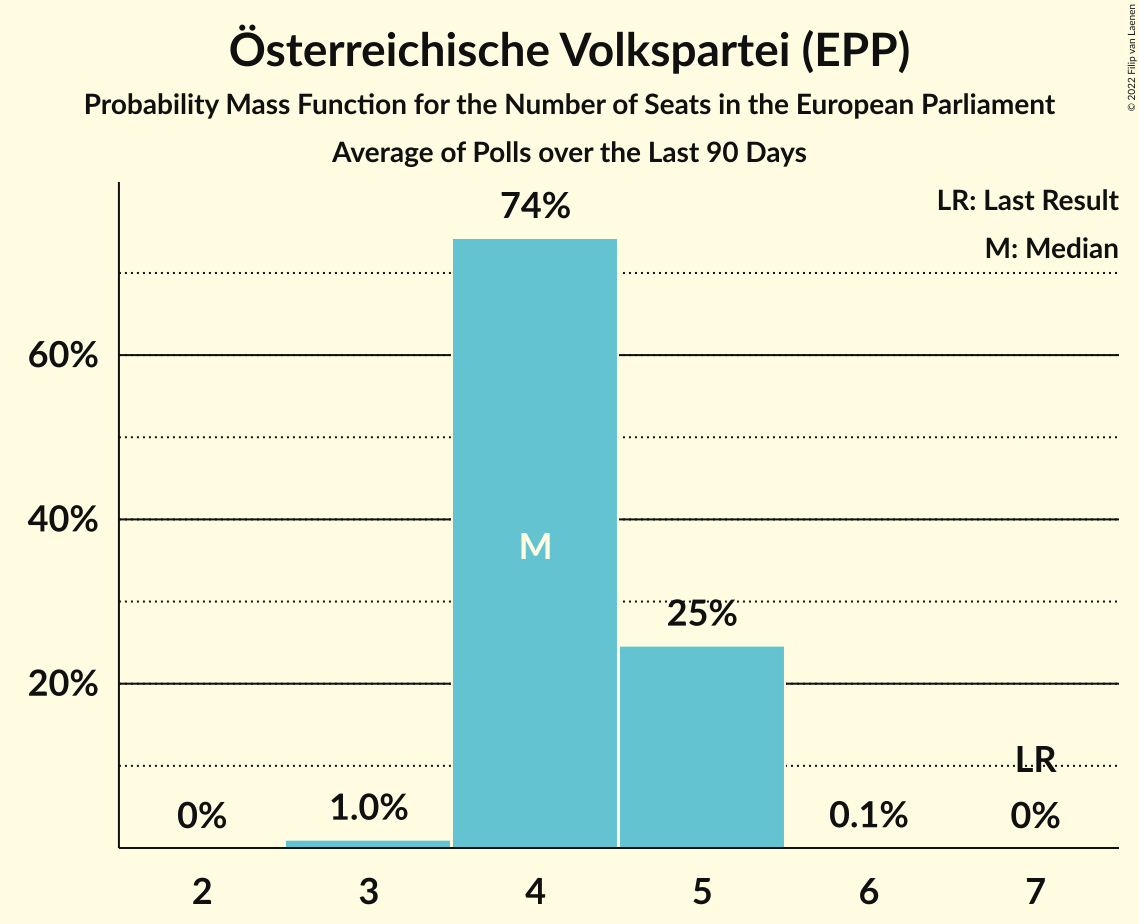 Österreichische Volkspartei (EPP)
Probability Mass Function for the Number of Seats in the European Parliament
Average of Polls over the Last 90 Days
© 2022 Filip van Laenen
LR: Last Result
M: Median
74%
60%
40%
M
25%
20%
LR
0%
1.0%
0.1%
0%
2 3 4 5 6 7